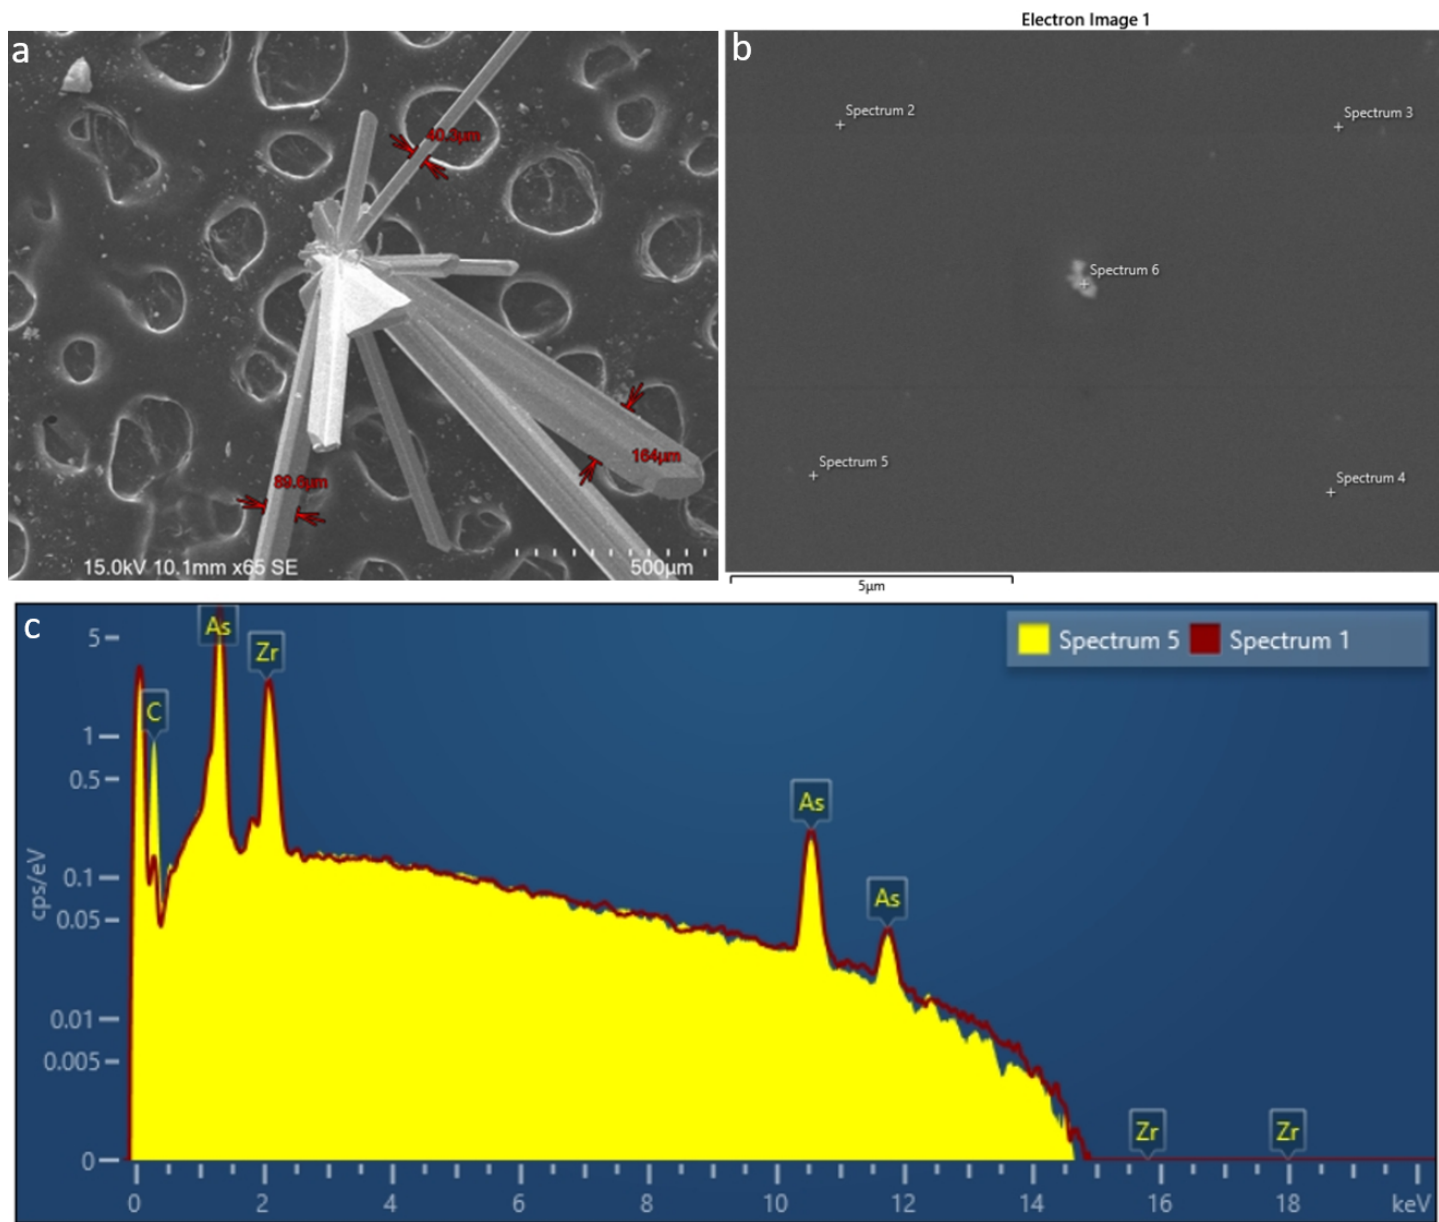 a
40.3µm
164µm
89.6µm
15.0kV 10.1mm x65 SE
500µm
Electron Image 1
b
Spectrum 2
Spectrum 3
Spectrum 6
Spectrum 5
Spectrum 4
5µm
c
Spectrum 5 Spectrum 1
As
Zr
C
As
As
Zr
Zr
5
1
0.5
0.1
0.05
0.01
0.005
0
cps/eV
0 2 4 6 8 10 12 14 16 18 keV